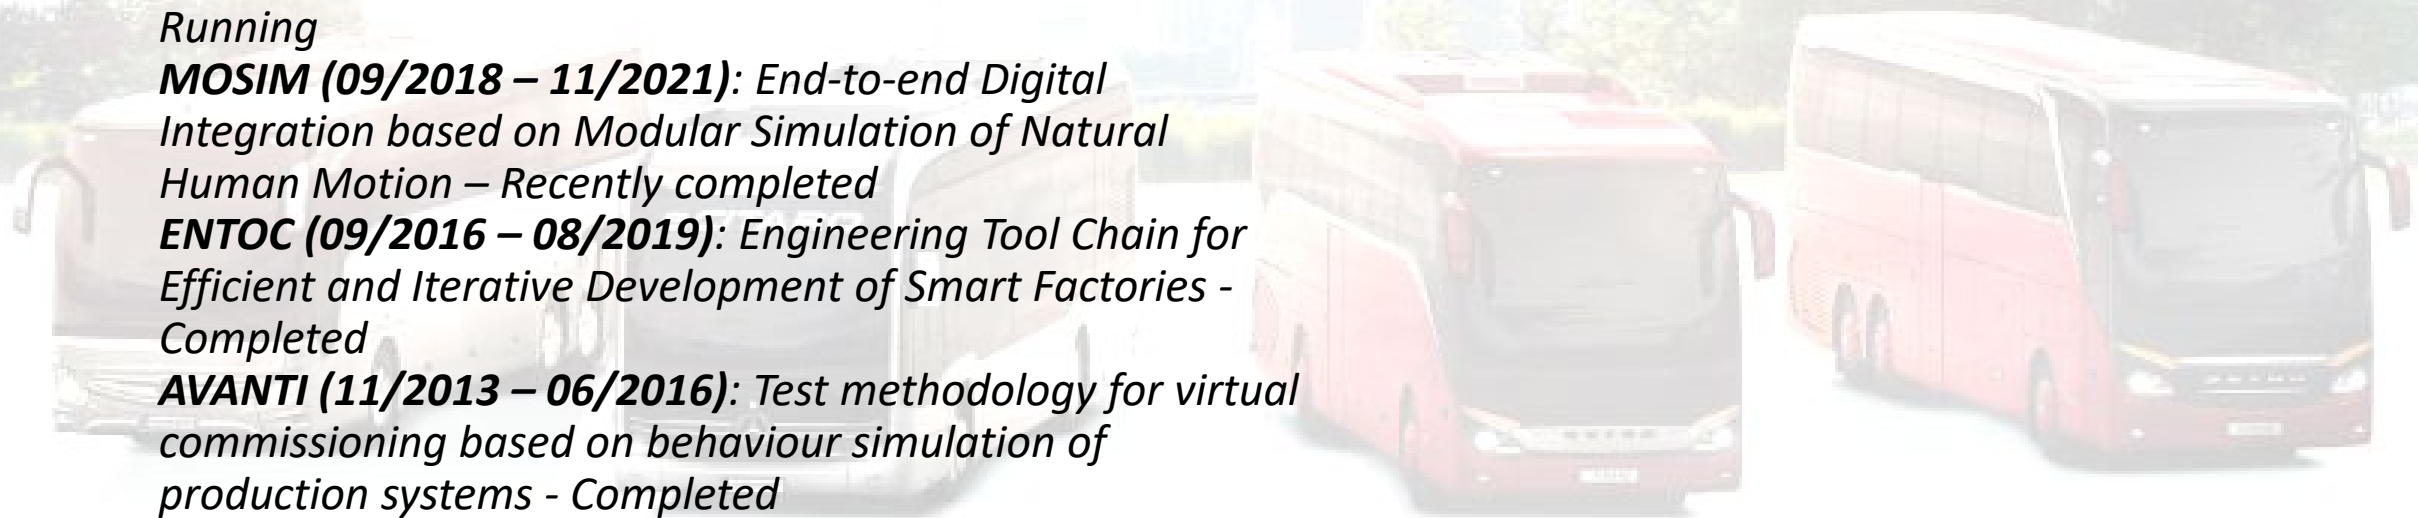 Running
MOSIM (09/2018 – 11/2021): End-to-end Digital
Integration based on Modular Simulation of Natural
Human Motion – Recently completed
ENTOC (09/2016 – 08/2019): Engineering Tool Chain for
Efficient and Iterative Development of Smart Factories -
Completed
AVANTI (11/2013 – 06/2016): Test methodology for virtual
commissioning based on behaviour simulation of
production systems - Completed